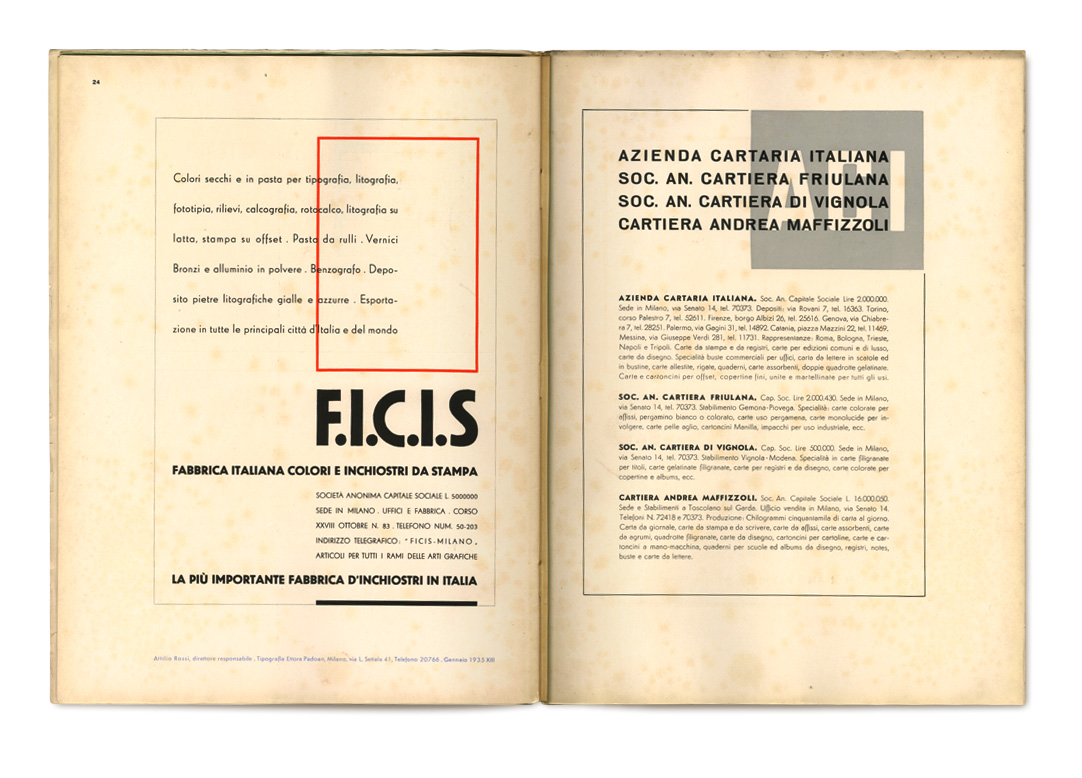 24
Colori secchi e in pasta per tipografia, litografia,
fototipia, rilievi, calcografia, rotocalco, litografia su
latta, stampa su offset . Pasta da rulli . Vernici
Bronzi e alluminio in polvere . Benzografo . Depo-
sito pietre litografiche gialle e azzurre . Esporta-
zione in tutte le principali città d'Italia e del mondo
F.I.C.I.S
FABBRICA ITALIANA COLORI E INCHIOSTRI DA STAMPA
SOCIETÀ ANONIMA CAPITALE SOCIALE L. 5000000
SEDE IN MILANO . UFFICI E FABBRICA . CORSO
XXVIII OTTOBRE N. 83 . TELEFONO NUM. 50-203
INDIRIZZO TELEGRAFICO: "FICIS-MILANO„
ARTICOLI PER TUTTI I RAMI DELLE ARTI GRAFICHE
LA PIÙ IMPORTANTE FABBRICA D'INCHIOSTRI IN ITALIA
Attilio Rossi, direttore responsabile . Tipografia Ettore Padoan, Milano, via L. Settala 41, Telefono 20766 . Gennaio 1935 XIII
ACI
AZIENDA CARTARIA ITALIANA
SOC. AN. CARTIERA FRIULANA
SOC. AN. CARTIERA DI VIGNOLA
CARTIERA ANDREA MAFFIZZOLI
AZIENDA CARTARIA ITALIANA. Soc. An. Capitale Sociale Lire 2.000.000.
Sede in Milano, via Senato 14, tel. 70373. Depositi: via Rovani 7, tel. 16363. Torino,
corso Palestro 7, tel. 52611. Firenze, borgo Albizi 26, tel. 25616. Genova, via Chiabre-
ra 7, tel. 28251. Palermo, via Gagini 31, tel. 14892. Catania, piazza Mazzini 22, tel. 11469.
Messina, via Giuseppe Verdi 281, tel. 11731. Rappresentanze: Roma, Bologna, Trieste,
Napoli e Tripoli. Carte da stampa e da registri, carte per edizioni comuni e di lusso,
carte da disegno. Specialità buste commerciali per uffici, carte da lettere in scatole ed
in bustine, carte allestite, rigate, quaderni, carte assorbenti, doppie quadrotte gelatinate.
Carte e cartoncini per offset, copertine fini, unite e martellinate per tutti gli usi.
SOC. AN. CARTIERA FRIULANA. Cap. Soc. Lire 2.000.430. Sede in Milano,
via Senato 14, tel. 70373. Stabilimento Gemona-Piovega. Specialità: carte colorate per
affissi, pergamino bianco o colorato, carte uso pergamena, carte monolucide per in-
volgere, carte pelle aglio, cartoncini Manilla, impacchi per uso industriale, ecc.
SOC. AN. CARTIERA DI VIGNOLA. Cap. Soc. Lire 500.000. Sede in Milano,
via Senato 14, tel. 70373. Stabilimento Vignola-Modena. Specialità in carte filigranate
per titoli, carte gelatinate filigranate, carte per registri e da disegno, carte colorate per
copertine e albums, ecc.
CARTIERA ANDREA MAFFIZZOLI. Soc. An. Capitale Sociale L. 16.000.050.
Sede e Stabilimenti a Toscolano sul Garda. Ufficio vendita in Milano, via Senato 14.
Telefoni N. 72418 e 70373. Produzione: Chilogrammi cinquantamila di carta al giorno.
Carta da giornale, carte da stampa e da scrivere, carte da affissi, carte assorbenti, carte
da agrumi, quadrotte filigranate, carte da disegno, cartoncini per cartoline, carte e car-
toncini a mano-macchina, quaderni per scuole ed albums da disegno, registri, notes,
buste e carte da lettere.